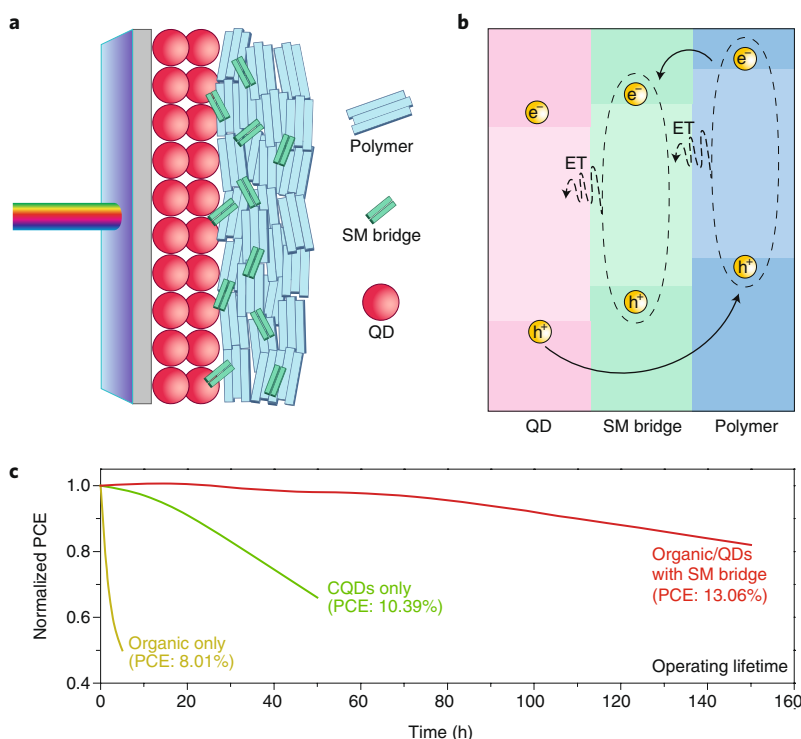 a
Polymer
SM bridge
QD
b
e⁻
e⁻
e⁻
ET
ET
h⁺
h⁺
h⁺
QD
SM bridge
Polymer
c
Normalized PCE
1.0
0.8
0.6
0.4
Organic only
(PCE: 8.01%)
CQDs only
(PCE: 10.39%)
Organic/QDs
with SM bridge
(PCE: 13.06%)
Operating lifetime
0
20
40
60
80
100
120
140
160
Time (h)